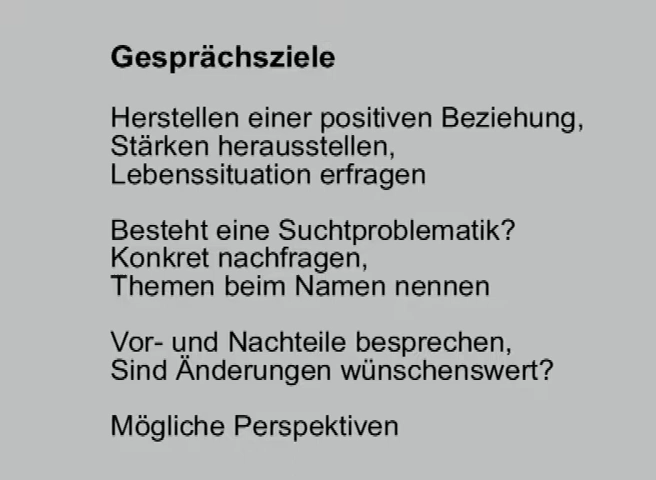 Gesprächsziele
Herstellen einer positiven Beziehung,
Stärken herausstellen,
Lebenssituation erfragen
Besteht eine Suchtproblematik?
Konkret nachfragen,
Themen beim Namen nennen
Vor- und Nachteile besprechen,
Sind Änderungen wünschenswert?
Mögliche Perspektiven